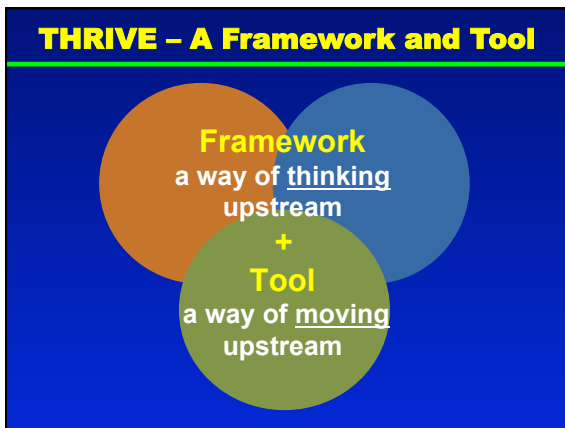 THRIVE – A Framework and Tool
Framework
a way of thinking
upstream
+
Tool
a way of moving
upstream